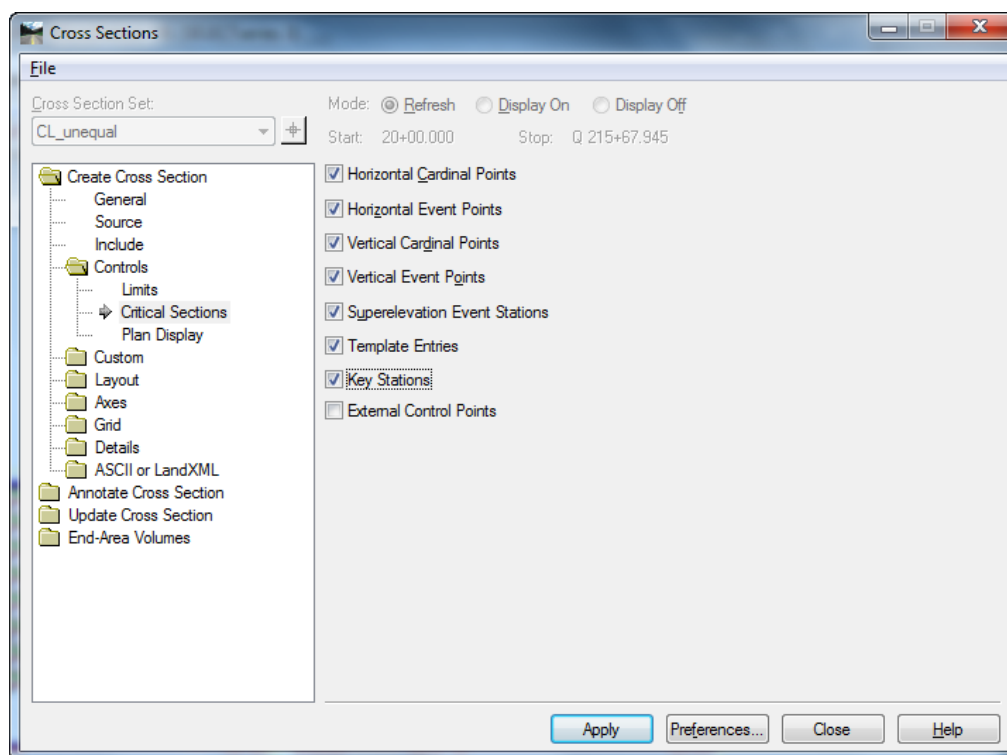 Cross Sections
File
Cross Section Set:
CL_unequal
Mode: Refresh Display On Display Off
Start: 20+00.000 Stop: Q 215+67.945
Create Cross Section
General
Source
Include
Controls
Limits
Critical Sections
Plan Display
Custom
Layout
Axes
Grid
Details
ASCII or LandXML
Annotate Cross Section
Update Cross Section
End-Area Volumes
Horizontal Cardinal Points
Horizontal Event Points
Vertical Cardinal Points
Vertical Event Points
Superelevation Event Stations
Template Entries
Key Stations
External Control Points
Apply Preferences... Close Help